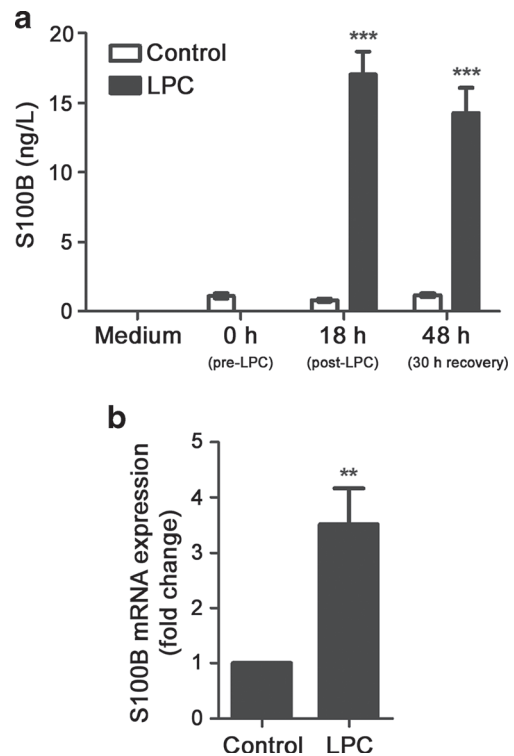 a
S100B (ng/L)
20
15
10
5
0
Control
LPC
***
***
Medium 0 h 18 h 48 h
(pre-LPC) (post-LPC) (30 h recovery)
b
S100B mRNA expression
(fold change)
5
4
3
2
1
0
**
Control LPC